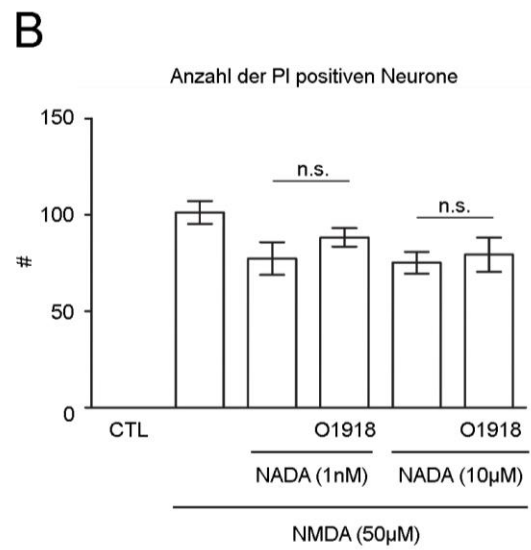 B
Anzahl der PI positiven Neurone
150
n.s.
n.s.
100
#
50
0
CTL O1918 O1918
NADA (1nM) NADA (10µM)
NMDA (50µM)